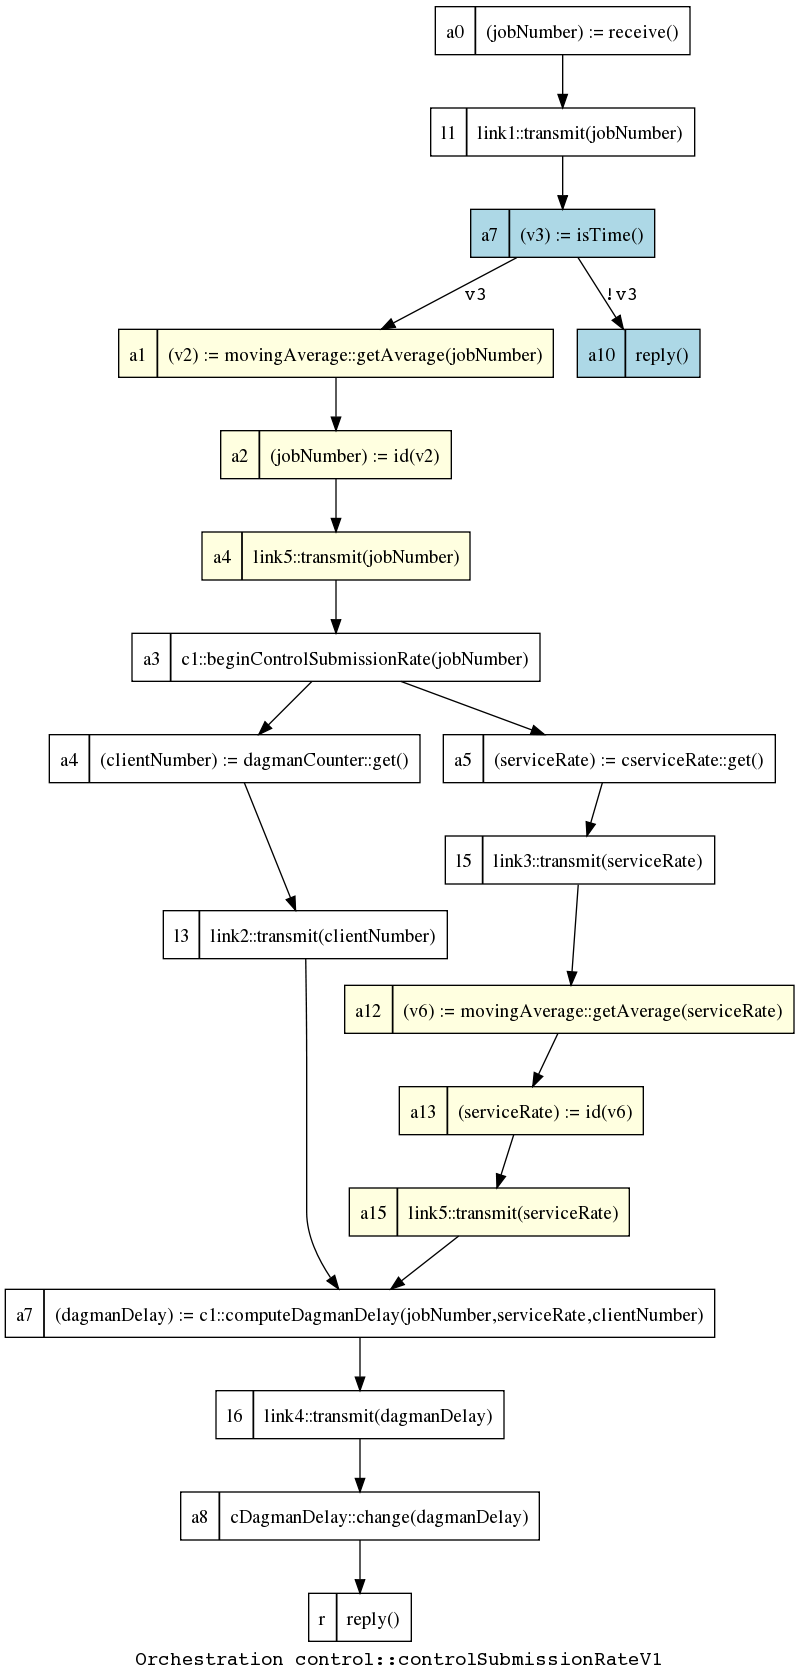 a0 (jobNumber) := receive()
l1 link1::transmit(jobNumber)
a7 (v3) := isTime()
v3 !v3
a1 (v2) := movingAverage::getAverage(jobNumber) a10 reply()
a2 (jobNumber) := id(v2)
a4 link5::transmit(jobNumber)
a3 c1::beginControlSubmissionRate(jobNumber)
a4 (clientNumber) := dagmanCounter::get() a5 (serviceRate) := cserviceRate::get()
l5 link3::transmit(serviceRate)
l3 link2::transmit(clientNumber)
a12 (v6) := movingAverage::getAverage(serviceRate)
a13 (serviceRate) := id(v6)
a15 link5::transmit(serviceRate)
a7 (dagmanDelay) := c1::computeDagmanDelay(jobNumber,serviceRate,clientNumber)
l6 link4::transmit(dagmanDelay)
a8 cDagmanDelay::change(dagmanDelay)
r reply()
Orchestration control::controlSubmissionRateV1